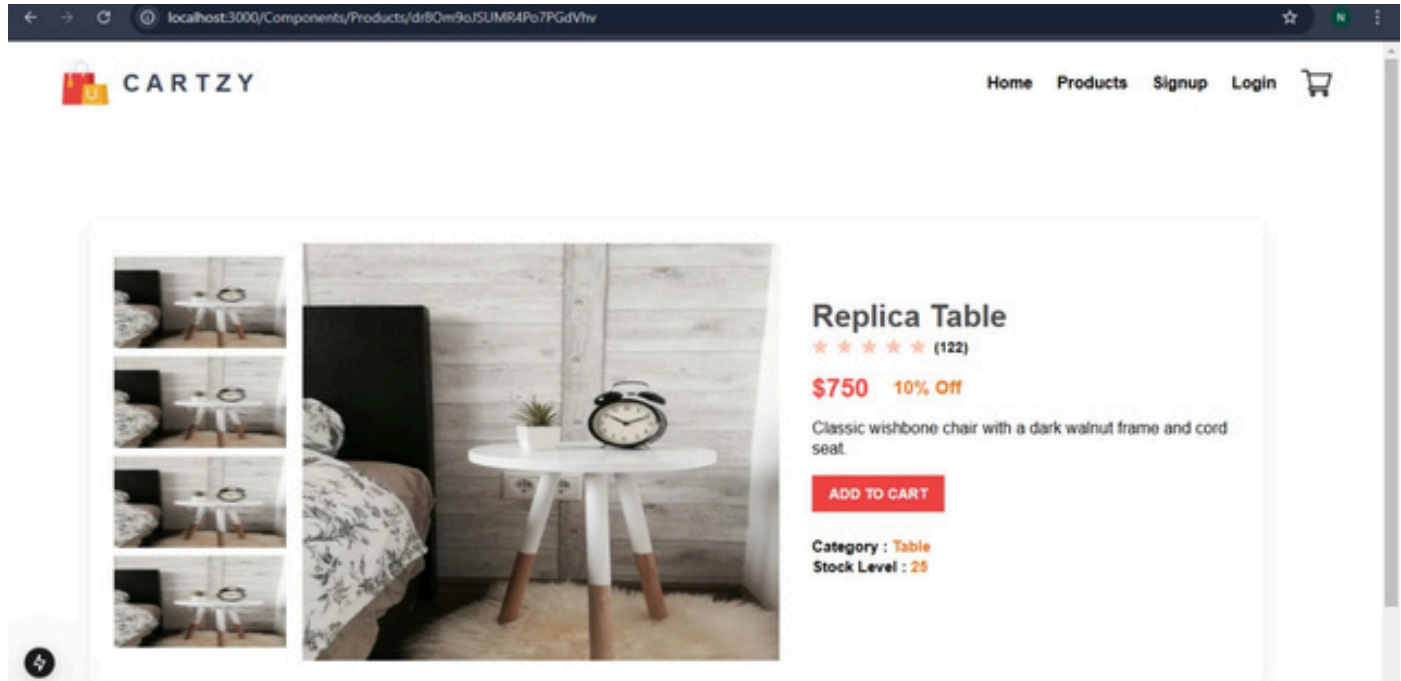 localhost:3000/Components/Products/dr8Om9oJSUMR4Po7PGdVhv
N
CARTZY
Home Products Signup Login
Replica Table
(122)
$750 10% Off
Classic wishbone chair with a dark walnut frame and cord
seat.
ADD TO CART
Category : Table
Stock Level : 25